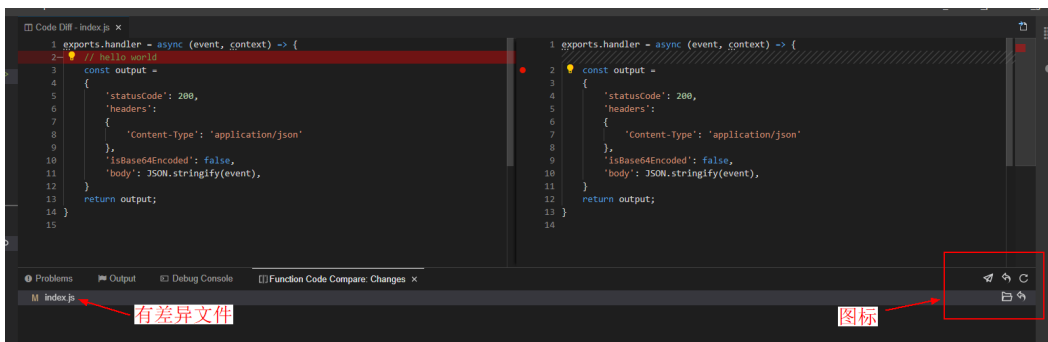 Code Diff - index.js ×
1 exports.handler = async (event, context) => {
2- // hello world
3 const output =
4 {
5 'statusCode': 200,
6 'headers':
7 {
8 'Content-Type': 'application/json'
9 },
10 'isBase64Encoded': false,
11 'body': JSON.stringify(event),
12 }
13 return output;
14 }
15
1 exports.handler = async (event, context) => {
2 const output =
3 {
4 'statusCode': 200,
5 'headers':
6 {
7 'Content-Type': 'application/json'
8 },
9 'isBase64Encoded': false,
10 'body': JSON.stringify(event),
11 }
12 return output;
13 }
14
Problems Output Debug Console Function Code Compare: Changes ×
M index.js
有差异文件
图标